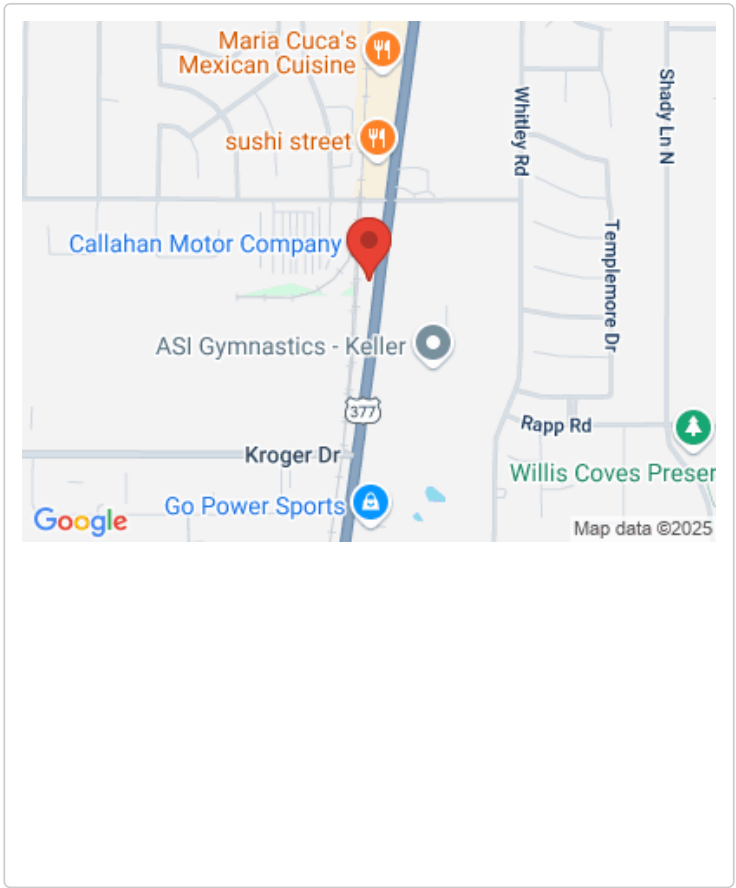 Maria Cuca's
Mexican Cuisine
sushi street
Whitley Rd
Shady Ln N
Callahan Motor Company
Templemore Dr
ASI Gymnastics - Keller
377
Rapp Rd
Kroger Dr
Willis Coves Preser
Go Power Sports
Google
Map data ©2025